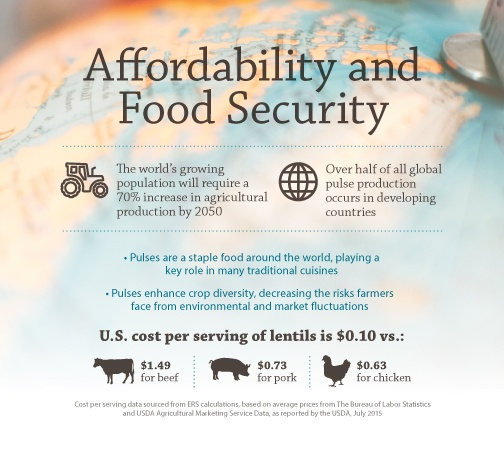 Affordability and
Food Security
The world's growing
population will require a
70% increase in agricultural
production by 2050
Over half of all global
pulse production
occurs in developing
countries
• Pulses are a staple food around the world, playing a
key role in many traditional cuisines
• Pulses enhance crop diversity, decreasing the risks farmers
face from environmental and market fluctuations
U.S. cost per serving of lentils is $0.10 vs.:
$1.49
for beef
$0.73
for pork
$0.63
for chicken
Cost per serving data sourced from ERS calculations, based on average prices from The Bureau of Labor Statistics
and USDA Agricultural Marketing Service Data, as reported by the USDA, July 2015